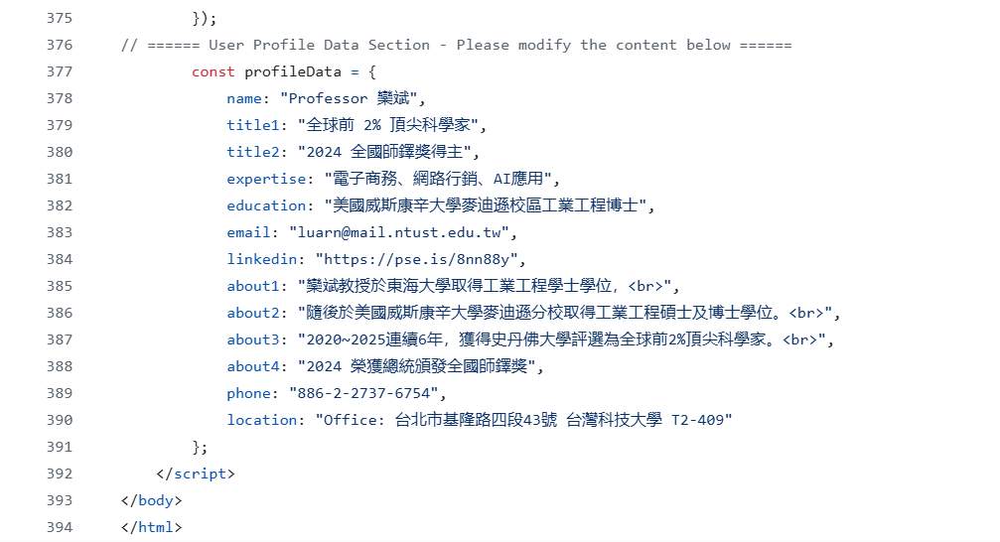 375 });
376 // ====== User Profile Data Section - Please modify the content below ======
377 const profileData = {
378 name: "Professor 欒斌",
379 title1: "全球前 2% 頂尖科學家",
380 title2: "2024 全國師鐸獎得主",
381 expertise: "電子商務、網路行銷、AI應用",
382 education: "美國威斯康辛大學麥迪遜校區工業工程博士",
383 email: "luarn@mail.ntust.edu.tw",
384 linkedin: "https://pse.is/8nn88y",
385 about1: "欒斌教授於東海大學取得工業工程學士學位，<br>",
386 about2: "隨後於美國威斯康辛大學麥迪遜分校取得工業工程碩士及博士學位。<br>",
387 about3: "2020~2025連續6年，獲得史丹佛大學評選為全球前2%頂尖科學家。<br>",
388 about4: "2024 榮獲總統頒發全國師鐸獎",
389 phone: "886-2-2737-6754",
390 location: "Office: 台北市基隆路四段43號 台灣科技大學 T2-409"
391 };
392 </script>
393 </body>
394 </html>